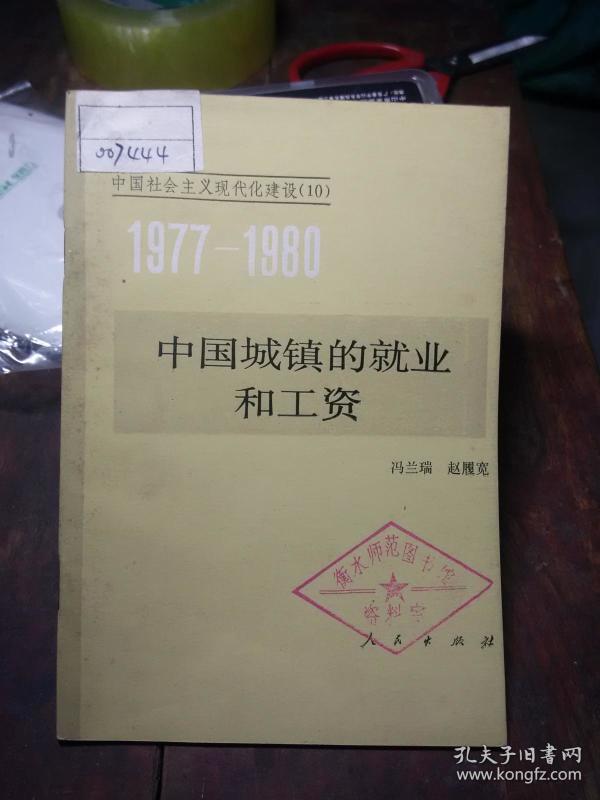 007444
中国社会主义现代化建设(10)
1977-1980
中国城镇的就业
和工资
冯兰瑞 赵履宽
衡水师范图书馆
资料室
人民出版社
孔夫子旧书网
www.kongfz.com